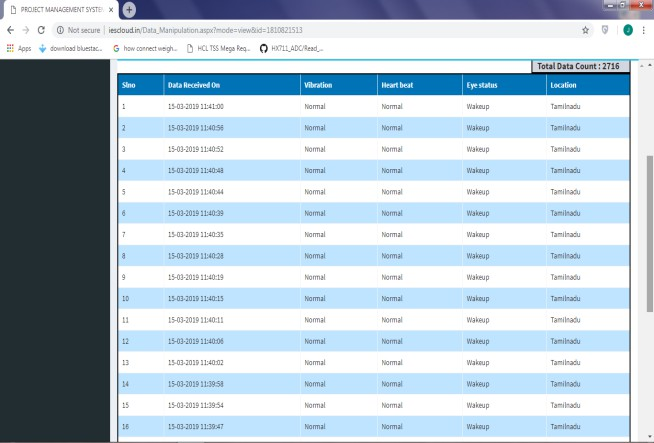 PROJECT MANAGEMENT SYSTEM
Not secure | iescloud.in/Data_Manipulation.aspx?mode=view&id=1810821513
Apps download bluestac... how connect weigh... HCL TSS Mega Req... HX711_ADC/Read_...
Total Data Count : 2716
Slno Data Received On Vibration Heart beat Eye status Location
1 15-03-2019 11:41:00 Normal Normal Wakeup Tamilnadu
2 15-03-2019 11:40:56 Normal Normal Wakeup Tamilnadu
3 15-03-2019 11:40:52 Normal Normal Wakeup Tamilnadu
4 15-03-2019 11:40:48 Normal Normal Wakeup Tamilnadu
5 15-03-2019 11:40:44 Normal Normal Wakeup Tamilnadu
6 15-03-2019 11:40:39 Normal Normal Wakeup Tamilnadu
7 15-03-2019 11:40:35 Normal Normal Wakeup Tamilnadu
8 15-03-2019 11:40:28 Normal Normal Wakeup Tamilnadu
9 15-03-2019 11:40:19 Normal Normal Wakeup Tamilnadu
10 15-03-2019 11:40:15 Normal Normal Wakeup Tamilnadu
11 15-03-2019 11:40:11 Normal Normal Wakeup Tamilnadu
12 15-03-2019 11:40:06 Normal Normal Wakeup Tamilnadu
13 15-03-2019 11:40:02 Normal Normal Wakeup Tamilnadu
14 15-03-2019 11:39:58 Normal Normal Wakeup Tamilnadu
15 15-03-2019 11:39:54 Normal Normal Wakeup Tamilnadu
16 15-03-2019 11:39:47 Normal Normal Wakeup Tamilnadu